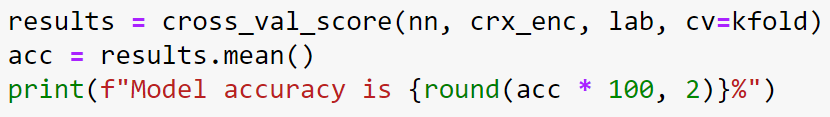 results = cross_val_score(nn, crx_enc, lab, cv=kfold)
acc = results.mean()
print(f"Model accuracy is {round(acc * 100, 2)}%")